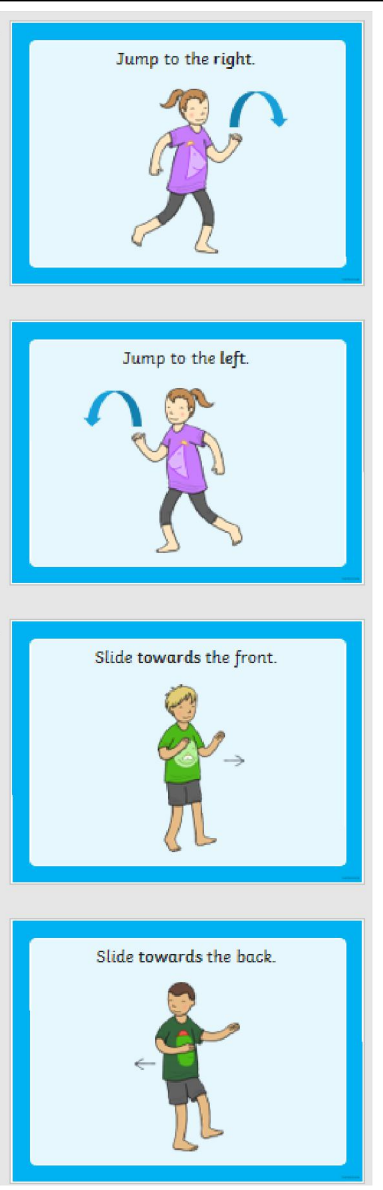 Jump to the right.
Jump to the left.
Slide towards the front.
Slide towards the back.